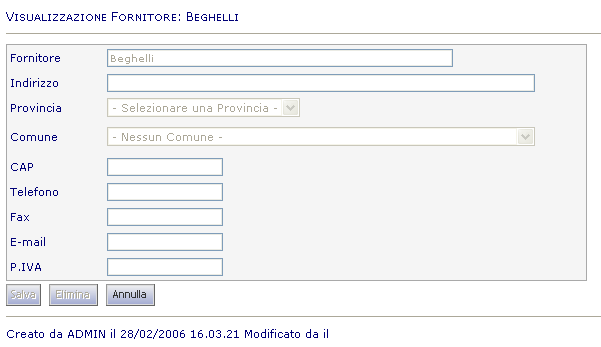 Visualizzazione Fornitore: Beghelli
Fornitore Beghelli
Indirizzo
Provincia - Selezionare una Provincia -
Comune - Nessun Comune -
CAP
Telefono
Fax
E-mail
P.IVA
Salva Elimina Annulla
Creato da ADMIN il 28/02/2006 16.03.21 Modificato da il